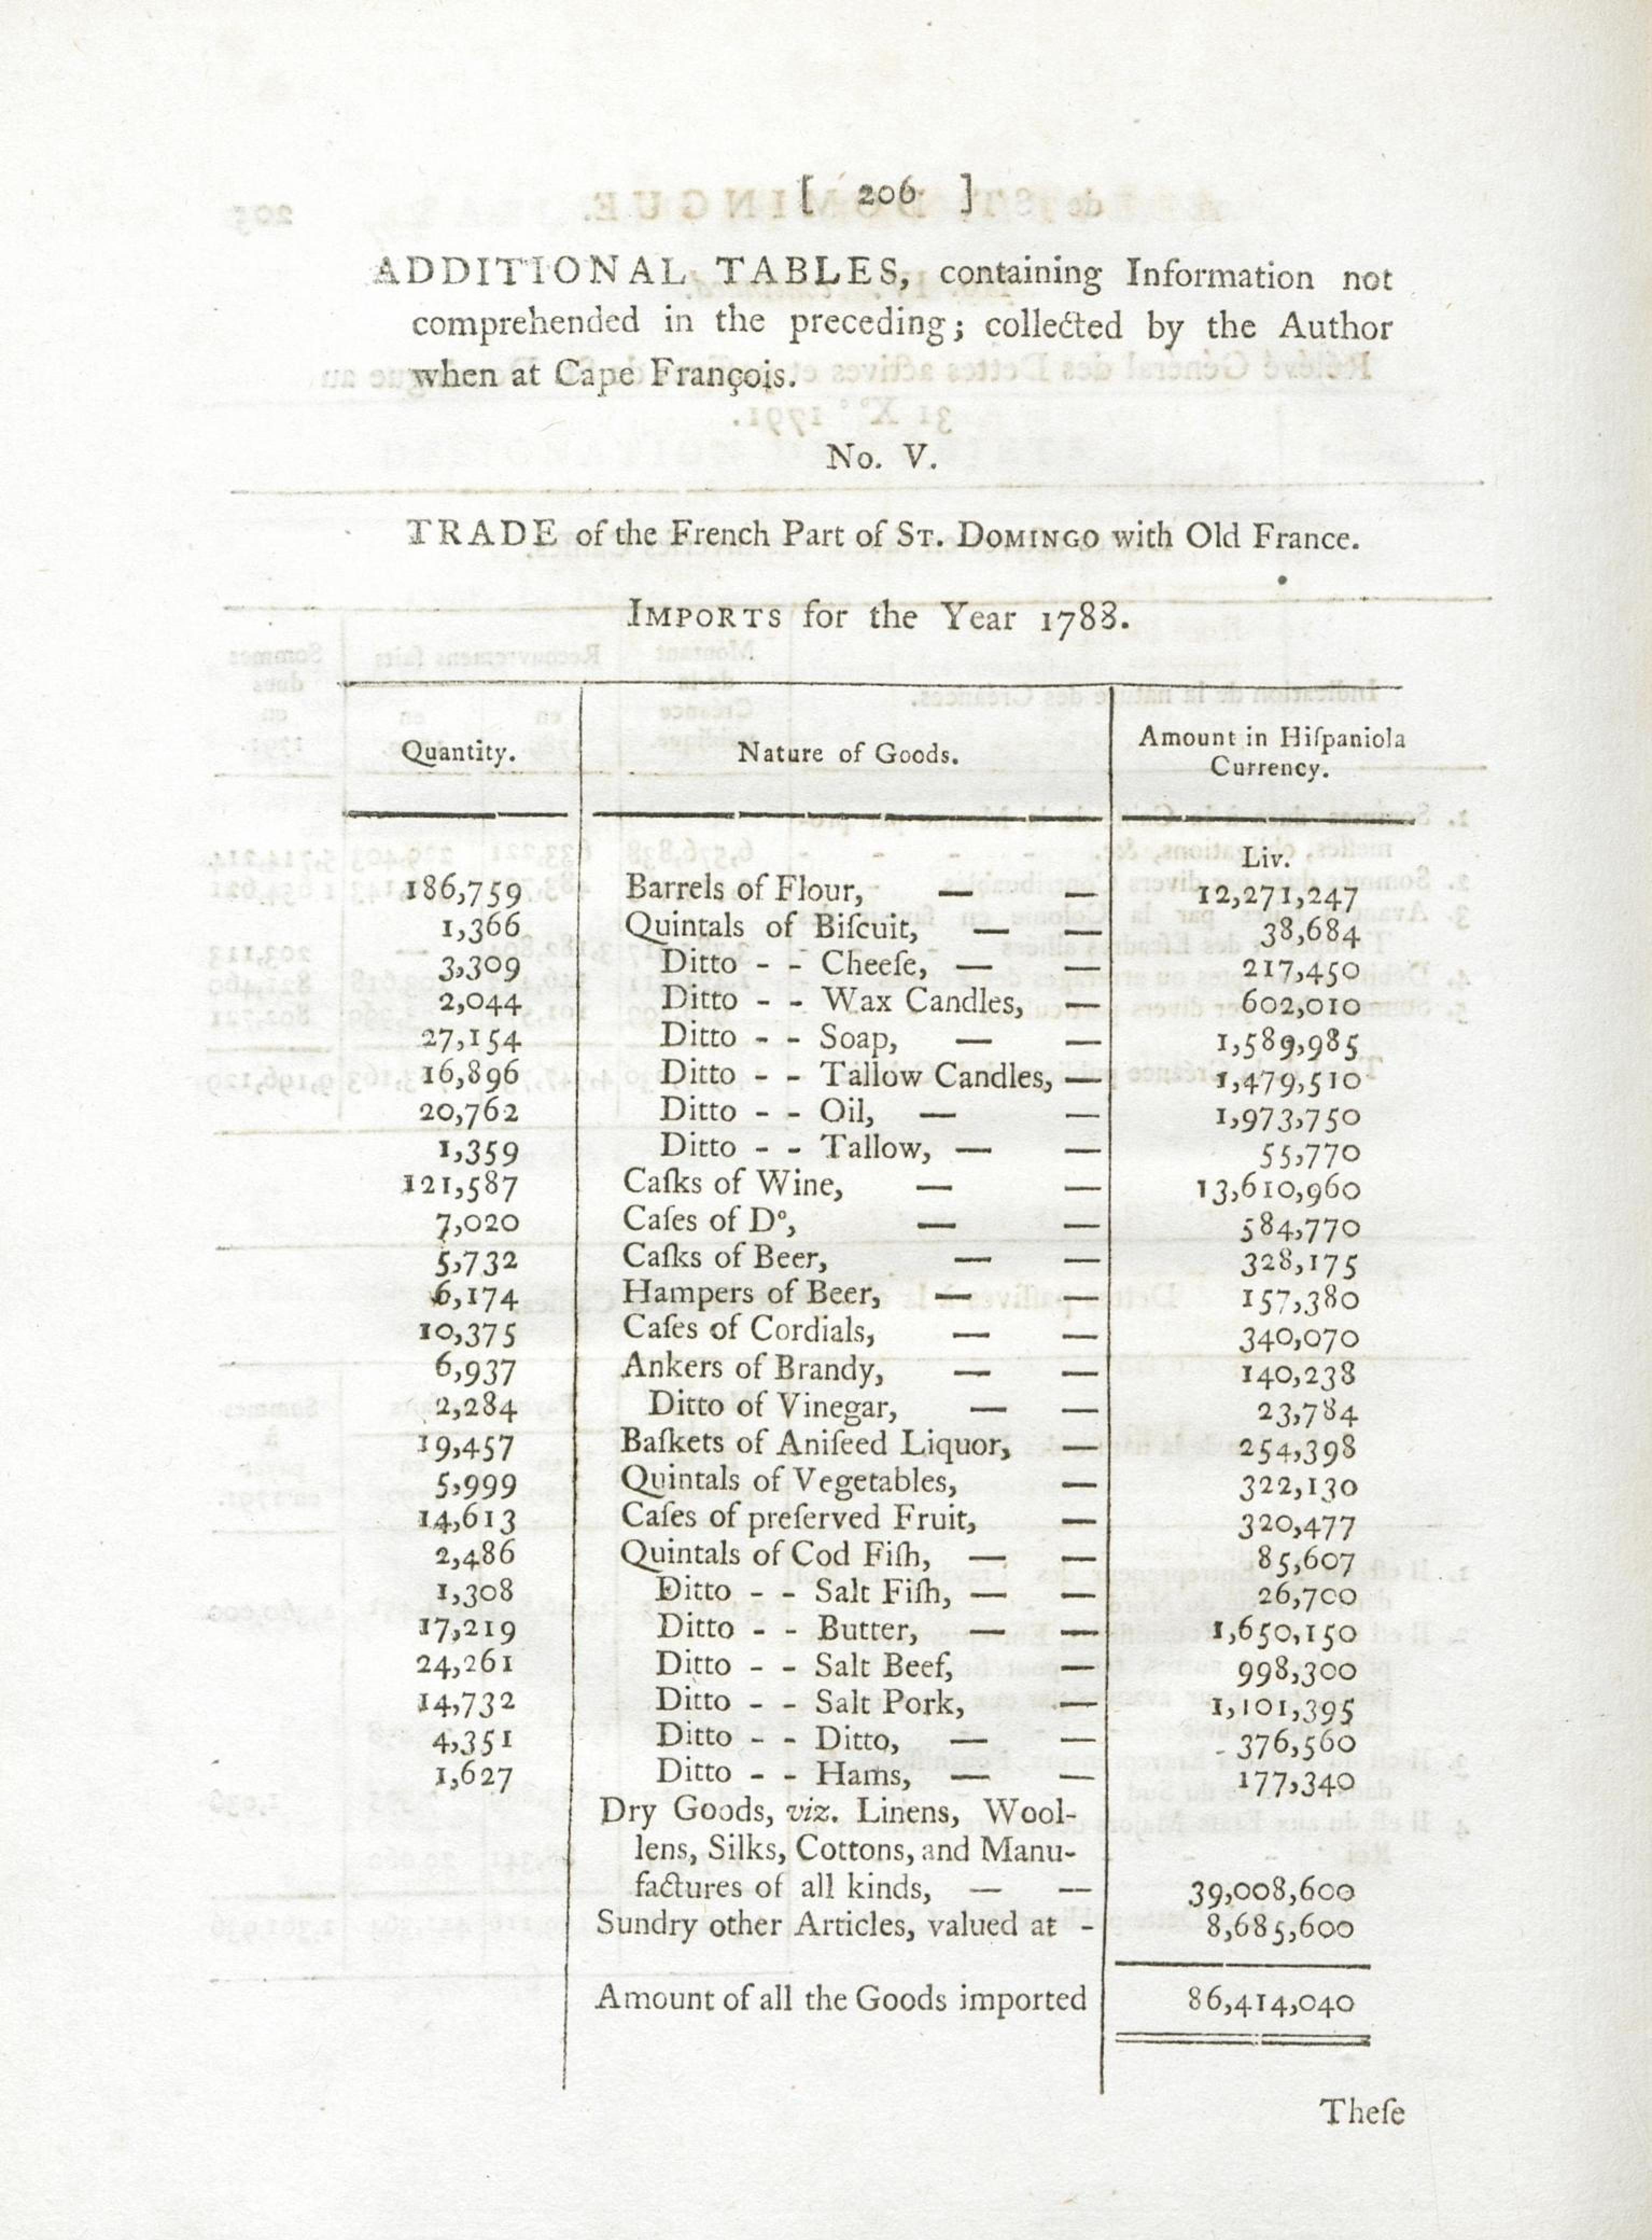 [ 206 ]
ADDITIONAL TABLES, containing Information not
comprehended in the preceding; collected by the Author
when at Cape François.
No. V.
TRADE of the French Part of ST. DOMINGO with Old France.
IMPORTS for the Year 1788.
Quantity. Nature of Goods. Amount in Hiſpaniola
Currency.
Liv.
186,759 Barrels of Flour, — — 12,271,247
1,366 Quintals of Biſcuit, — — 38,684
3,309 Ditto - - Cheeſe, — — 217,450
2,044 Ditto - - Wax Candles, — 602,010
27,154 Ditto - - Soap, — — 1,589,985
16,896 Ditto - - Tallow Candles, — 1,479,510
20,762 Ditto - - Oil, — — 1,973,750
1,359 Ditto - - Tallow, — — 55,770
121,587 Caſks of Wine, — — 13,610,960
7,020 Caſes of Dº, — — 584,770
5,732 Caſks of Beer, — — 328,175
6,174 Hampers of Beer, — — 157,380
10,375 Caſes of Cordials, — — 340,070
6,937 Ankers of Brandy, — — 140,238
2,284 Ditto of Vinegar, — — 23,784
19,457 Baſkets of Aniſeed Liquor, — 254,398
5,999 Quintals of Vegetables, — 322,130
14,613 Caſes of preſerved Fruit, — 320,477
2,486 Quintals of Cod Fiſh, — — 85,607
1,308 Ditto - - Salt Fiſh, — — 26,700
17,219 Ditto - - Butter, — — 1,650,150
24,261 Ditto - - Salt Beef, — 998,300
14,732 Ditto - - Salt Pork, — 1,101,395
4,351 Ditto - - Ditto, — — 376,560
1,627 Ditto - - Hams, — — 177,340
Dry Goods, viz. Linens, Wool-
lens, Silks, Cottons, and Manu-
factures of all kinds, — — 39,008,600
Sundry other Articles, valued at - 8,685,600
Amount of all the Goods imported 86,414,040
Theſe